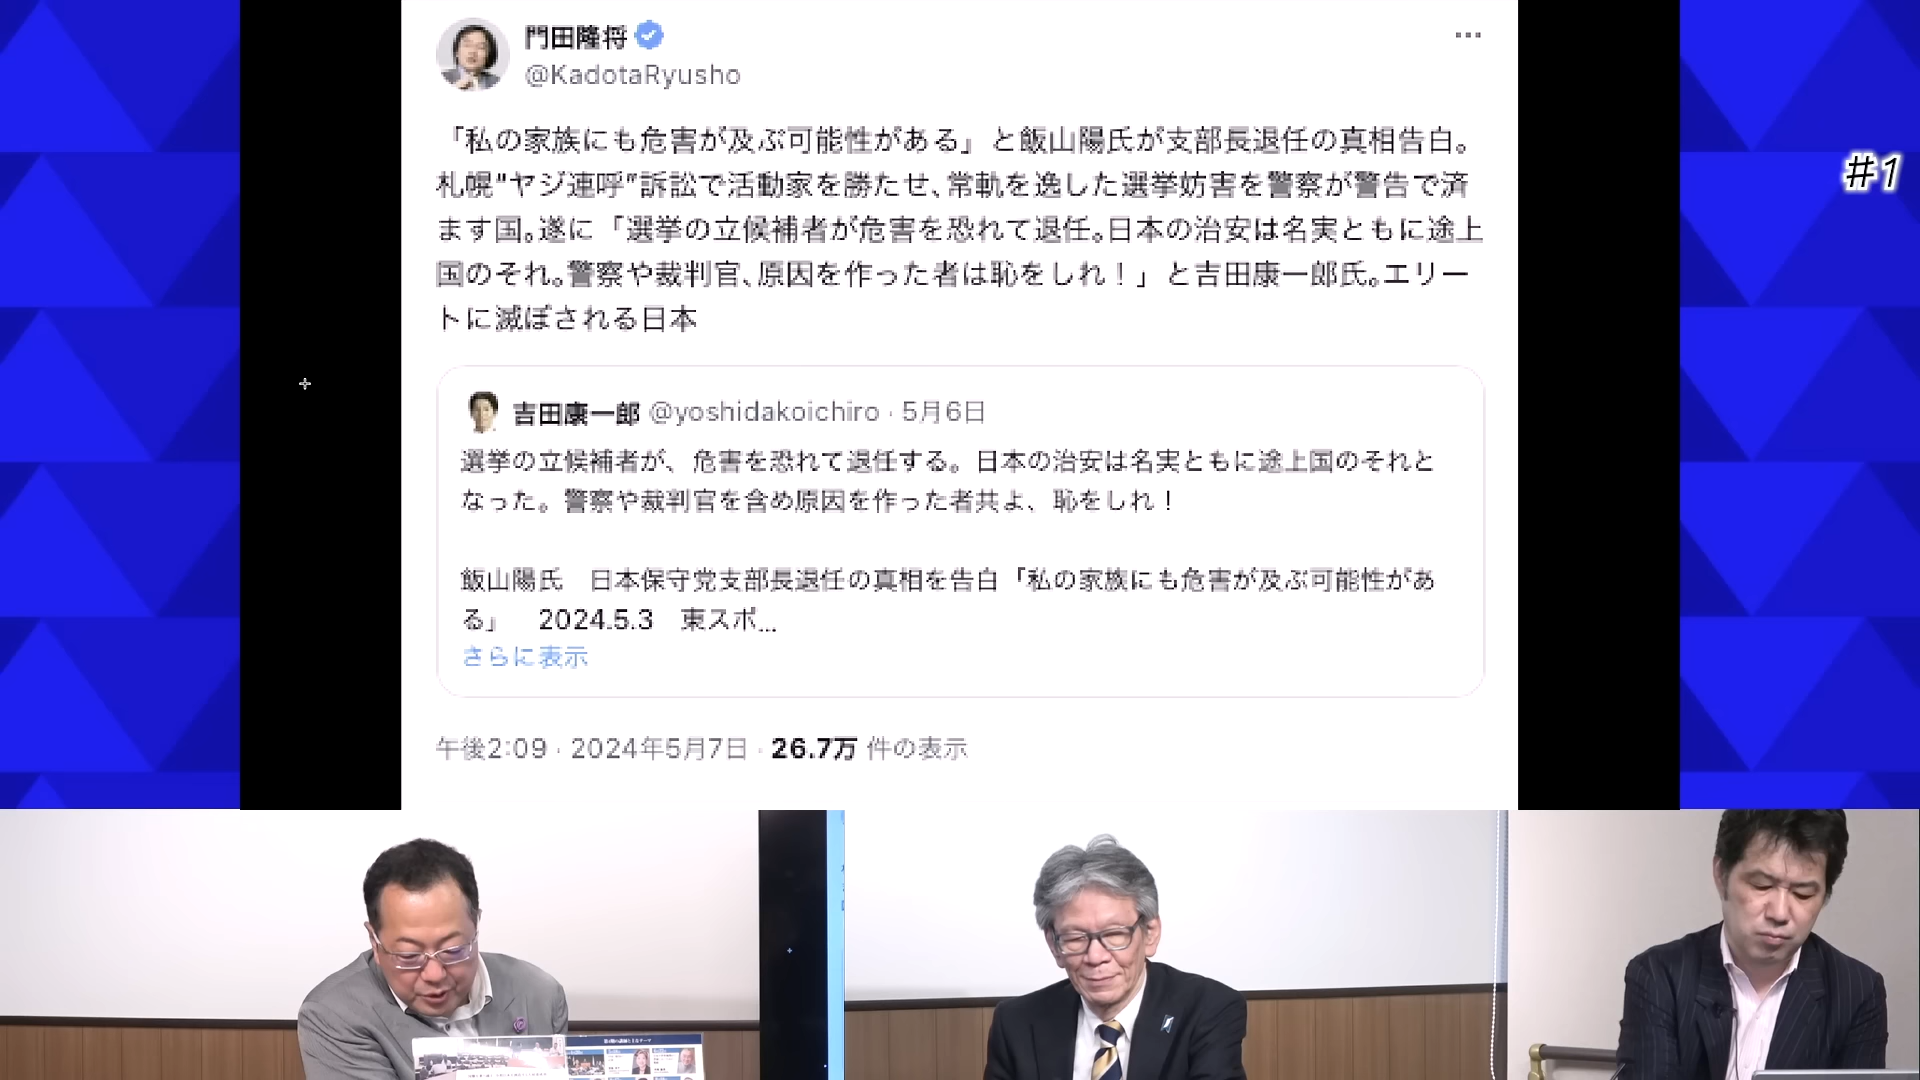 門田隆将
@KadotaRyusho
「私の家族にも危害が及ぶ可能性がある」と飯山陽氏が支部長退任の真相告白。
札幌"ヤジ連呼"訴訟で活動家を勝たせ、常軌を逸した選挙妨害を警察が警告で済
ます国。遂に「選挙の立候補者が危害を恐れて退任。日本の治安は名実ともに途上
国のそれ。警察や裁判官、原因を作った者は恥をしれ！」と吉田康一郎氏。エリー
トに滅ぼされる日本
吉田康一郎 @yoshidakoichiro · 5月6日
選挙の立候補者が、危害を恐れて退任する。日本の治安は名実ともに途上国のそれと
なった。警察や裁判官を含め原因を作った者共よ、恥をしれ！
飯山陽氏　日本保守党支部長退任の真相を告白「私の家族にも危害が及ぶ可能性があ
る」　2024.5.3　東スポ...
さらに表示
午後2:09 · 2024年5月7日 · 26.7万 件の表示
#1